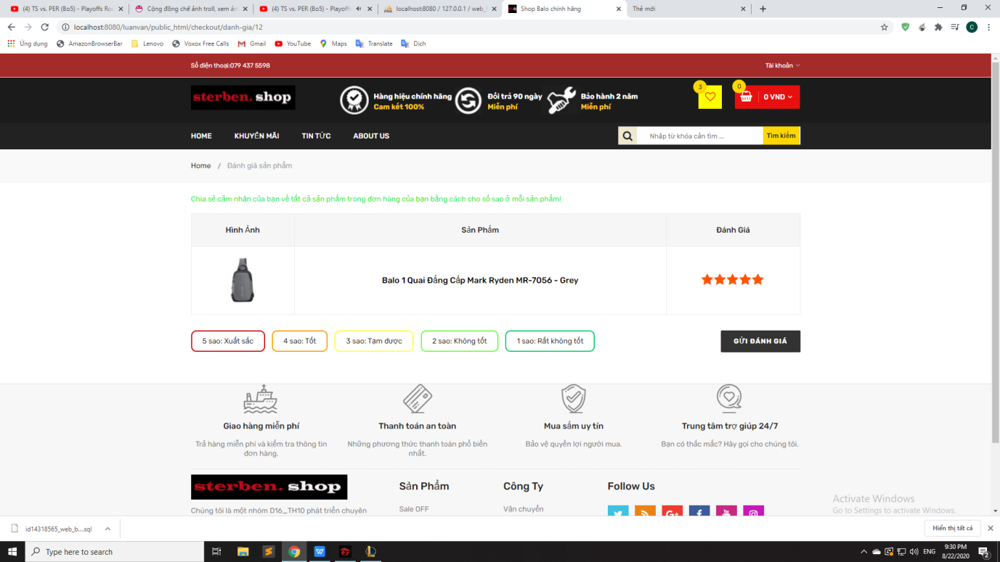 (4) TS vs. PER (Bo5) - Playoffs Rou
Cộng đồng chế ảnh troll, xem ản
(4) TS vs. PER (Bo5) - Playoffs
localhost:8080 / 127.0.0.1 / web_b
Shop Balo chính hãng
Thẻ mới
localhost:8080/luanvan/public_html/checkout/danh-gia/12
C
Ứng dụng
AmazonBrowserBar
Lenovo
Voxox Free Calls
Gmail
YouTube
Maps
Translate
Dịch
Số điện thoại:079 437 5598
Tài khoản
sterben. shop
Hàng hiệu chính hãng
Cam kết 100%
Đổi trả 90 ngày
Miễn phí
Bảo hành 2 năm
Miễn phí
3
0
0 VND
HOME
KHUYẾN MÃI
TIN TỨC
ABOUT US
Nhập từ khóa cần tìm ...
Tìm kiếm
Home / Đánh giá sản phẩm
Chia sẻ cảm nhận của bạn về tất cả sản phẩm trong đơn hàng của bạn bằng cách cho số sao ở mỗi sản phẩm!
Hình Ảnh
Sản Phẩm
Đánh Giá
Balo 1 Quai Đẳng Cấp Mark Ryden MR-7056 - Grey
5 sao: Xuất sắc
4 sao: Tốt
3 sao: Tạm được
2 sao: Không tốt
1 sao: Rất không tốt
GỬI ĐÁNH GIÁ
Giao hàng miễn phí
Trả hàng miễn phí và kiểm tra thông tin
đơn hàng.
Thanh toán an toàn
Những phương thức thanh toán phổ biến
nhất.
Mua sắm uy tín
Bảo vệ quyền lợi người mua.
Trung tâm trợ giúp 24/7
Bạn có thắc mắc? Hãy gọi cho chúng tôi.
sterben. shop
Chúng tôi là một nhóm D16_TH10 phát triển chuyên
Sản Phẩm
Sale OFF
Công Ty
Vận chuyển
Follow Us
Activate Windows
Go to Settings to activate Windows.
id14318565_web_b....sql
Hiển thị tất cả
Type here to search
ENG
9:30 PM
8/22/2020
2